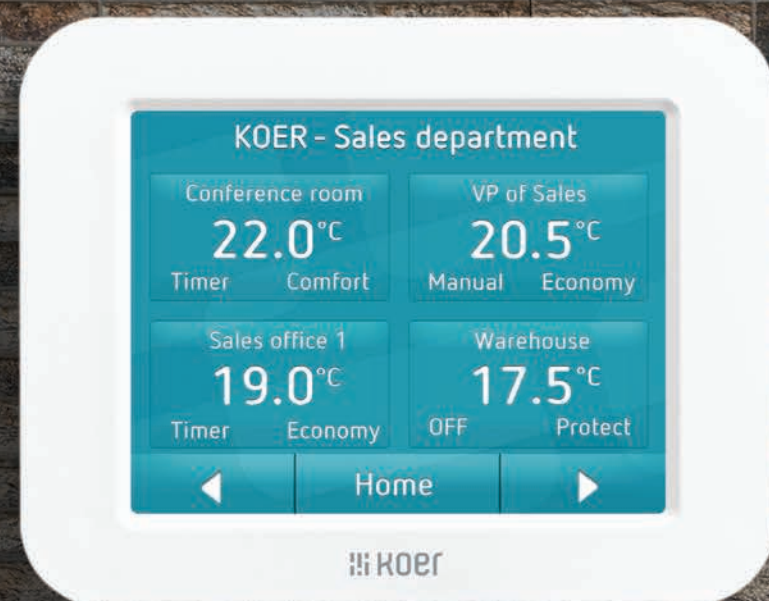 KOER - Sales department
Conference room
22.0°C
Timer Comfort
VP of Sales
20.5°C
Manual Economy
Sales office 1
19.0°C
Timer Economy
Warehouse
17.5°C
OFF Protect
Home
KOER